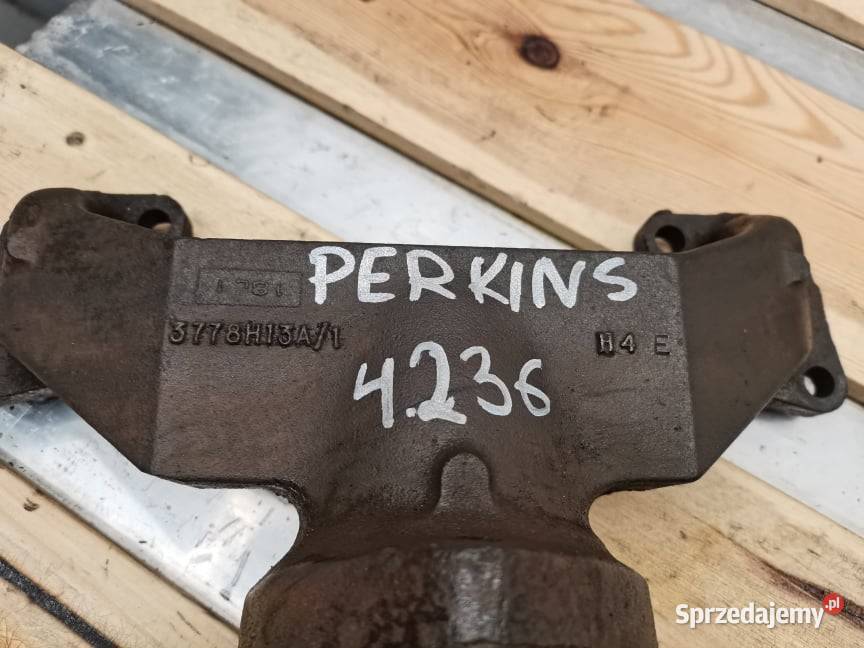 PERKINS
3778H13A/1
H4 E
4.236
Sprzedajemy.pl